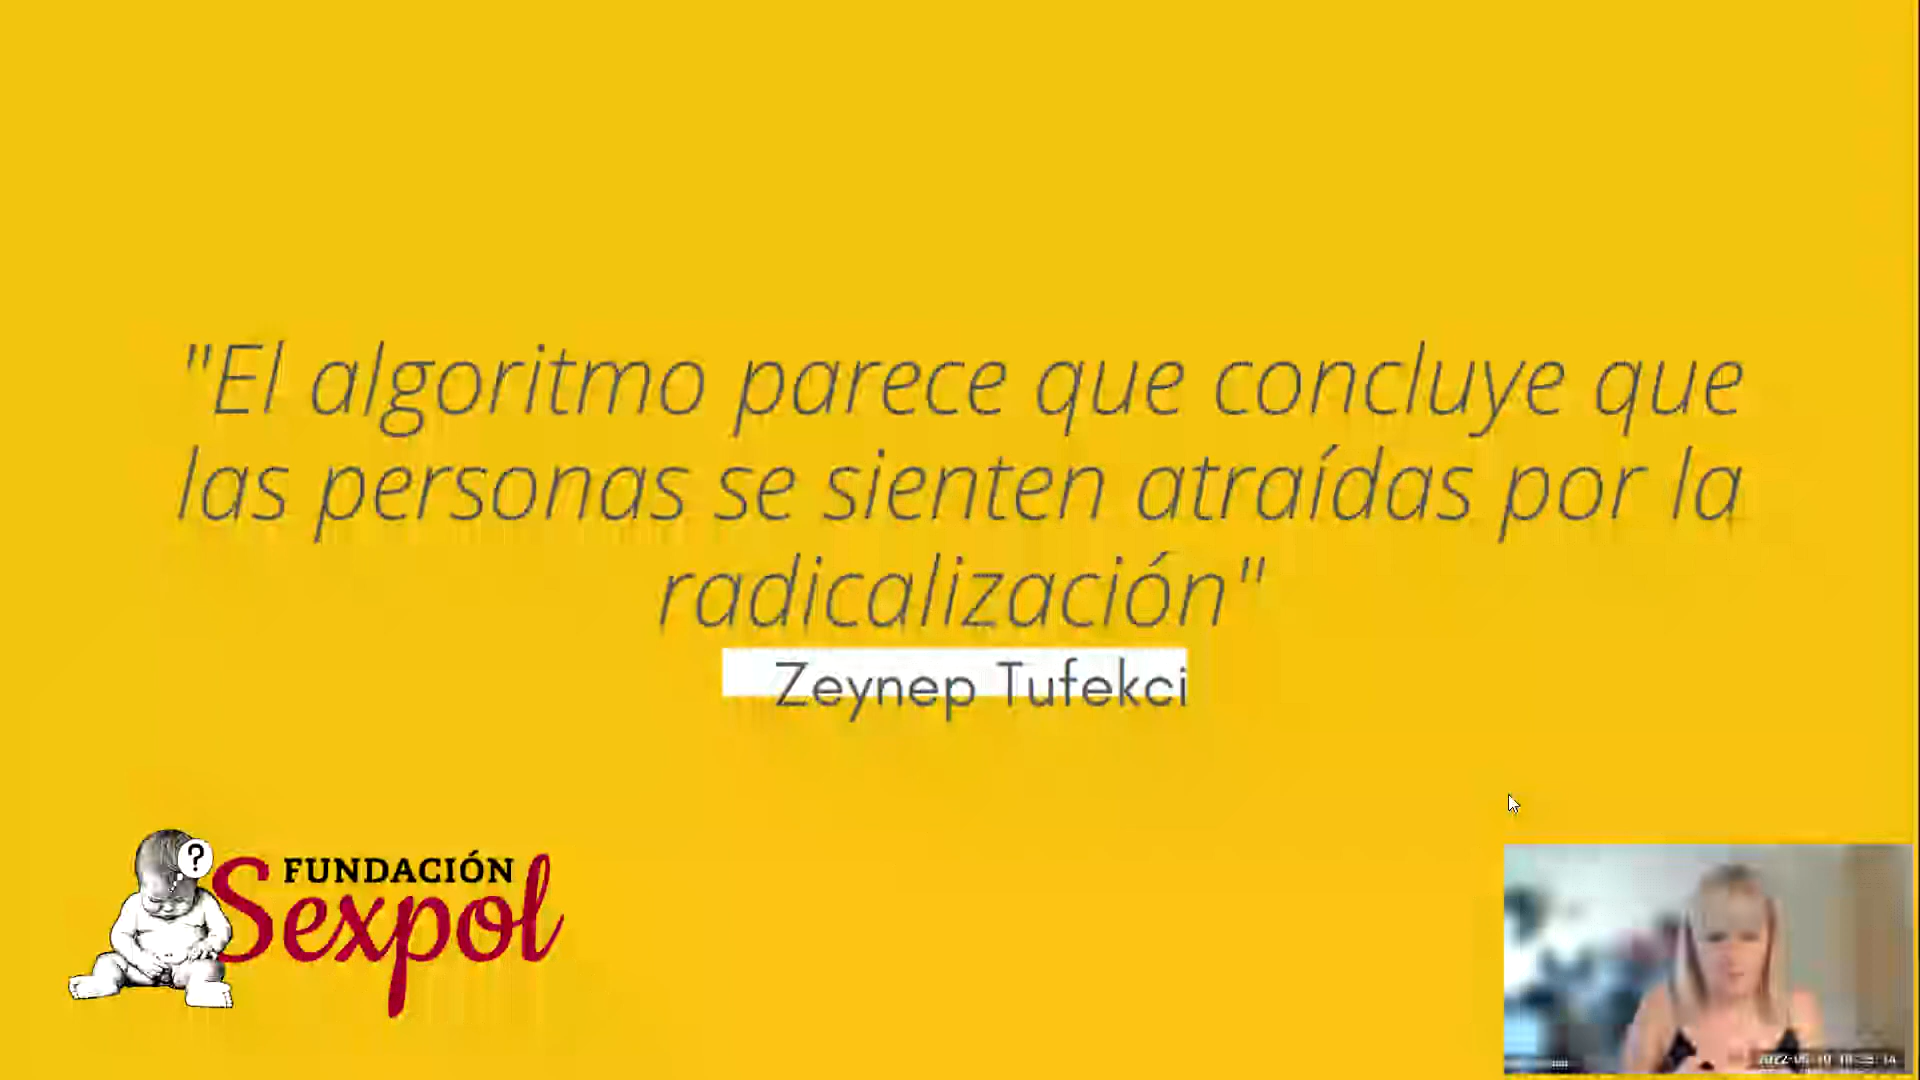 "El algoritmo parece que concluye que
las personas se sienten atraídas por la
radicalización"
Zeynep Tufekci
?
FUNDACIÓN
Sexpol